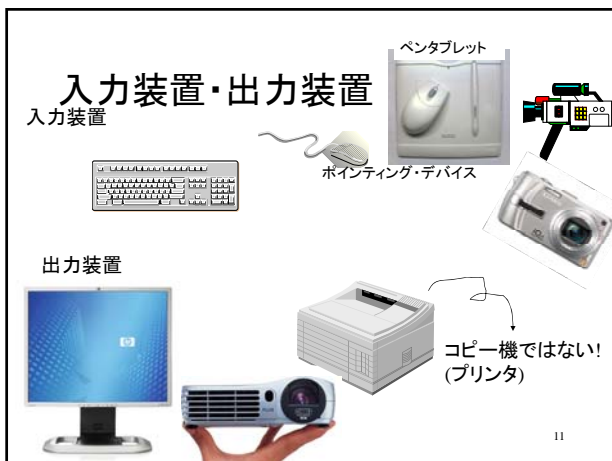 ペンタブレット
入力装置・出力装置
入力装置
ポインティング・デバイス
出力装置
hp
コピー機ではない!
(プリンタ)
11